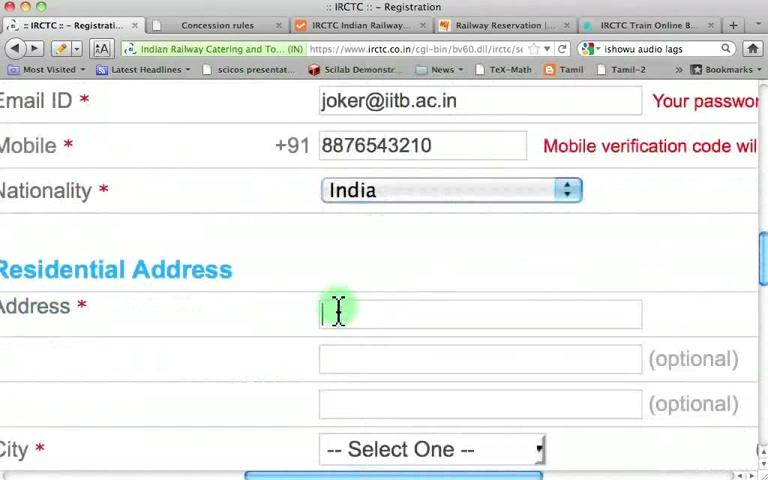 :: IRCTC :: - Registration
:: IRCTC :: - Registrati...
Concession rules
IRCTC Indian Railway...
Railway Reservation |...
IRCTC Train Online B...
Indian Railway Catering and To... (IN)
https://www.irctc.co.in/cgi-bin/bv60.dll/irctc/se
ishowu audio lags
Most Visited
Latest Headlines
scicos presentat...
Scilab Demonstr...
News
TeX-Math
Tamil
Tamil-2
»
Bookmarks
Email ID *
joker@iitb.ac.in
Your passwor
Mobile *
+91
8876543210
Mobile verification code wil
Nationality *
India
Residential Address
Address *
(optional)
(optional)
City *
-- Select One --